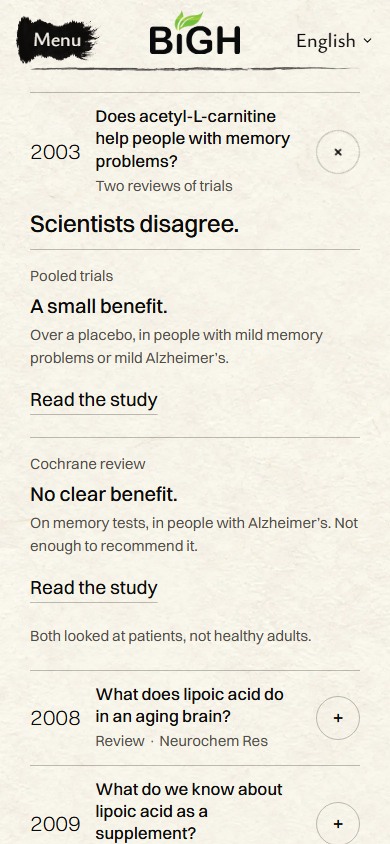 Menu
BiGH
English
2003
Does acetyl-L-carnitine
help people with memory
problems?
Two reviews of trials
Scientists disagree.
Pooled trials
A small benefit.
Over a placebo, in people with mild memory
problems or mild Alzheimer's.
Read the study
Cochrane review
No clear benefit.
On memory tests, in people with Alzheimer's. Not
enough to recommend it.
Read the study
Both looked at patients, not healthy adults.
2008
What does lipoic acid do
in an aging brain?
Review · Neurochem Res
2009
What do we know about
lipoic acid as a
supplement?